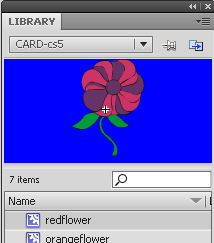 LIBRARY
CARD-cs5
7 items
Name L
redflower
orangeflower